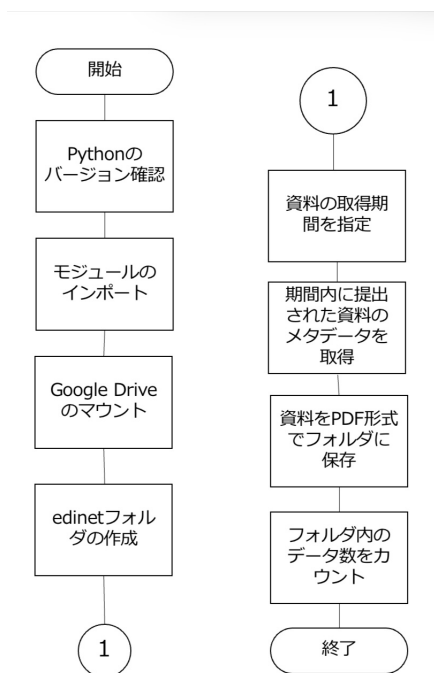 開始
Pythonの
バージョン確認
モジュールの
インポート
Google Drive
のマウント
edinetフォル
ダの作成
1
1
資料の取得期
間を指定
期間内に提出
された資料の
メタデータを
取得
資料をPDF形式
でフォルダに
保存
フォルダ内の
データ数をカ
ウント
終了